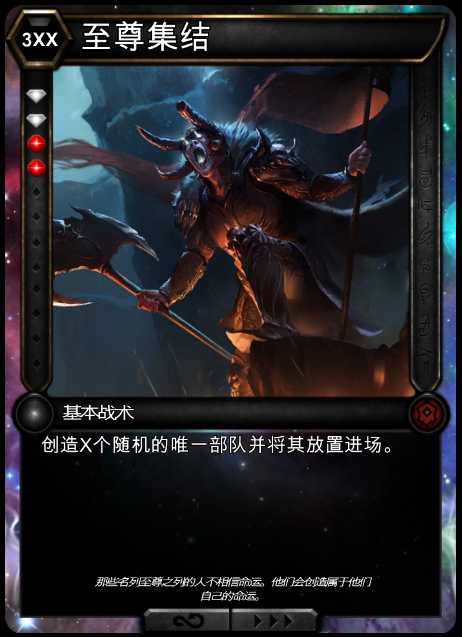 3XX
至尊集结
基本战术
创造X个随机的唯一部队并将其放置进场。
那些名列至尊之列的人不相信命运。他们会创造属于他们
自己的命运。